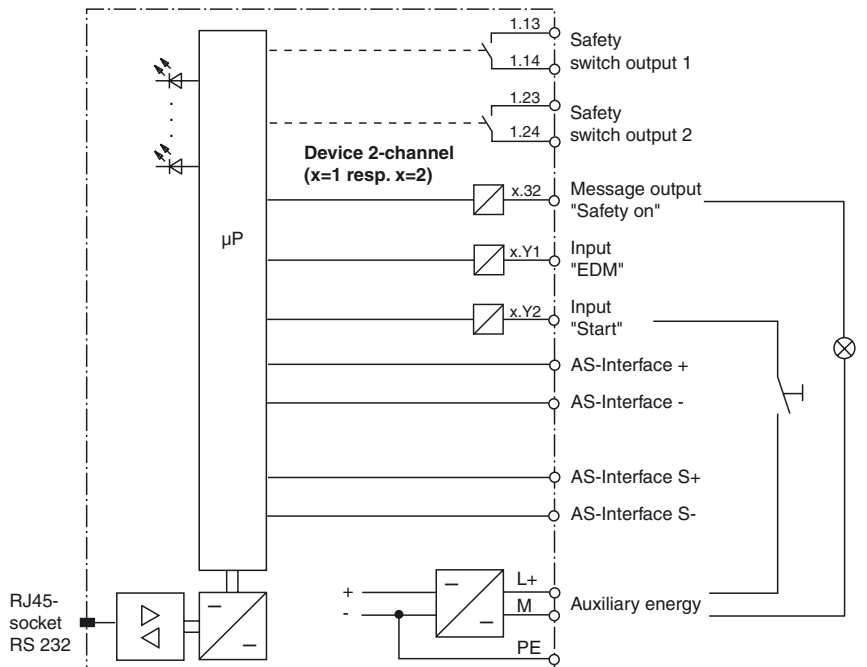 1.13
Safety
switch output 1
1.14
1.23
Safety
switch output 2
1.24
Device 2-channel
(x=1 resp. x=2)
x.32
Message output
"Safety on"
µP
x.Y1
Input
"EDM"
x.Y2
Input
"Start"
AS-Interface +
AS-Interface -
AS-Interface S+
AS-Interface S-
+
-
L+
M
Auxiliary energy
PE
RJ45-
socket
RS 232